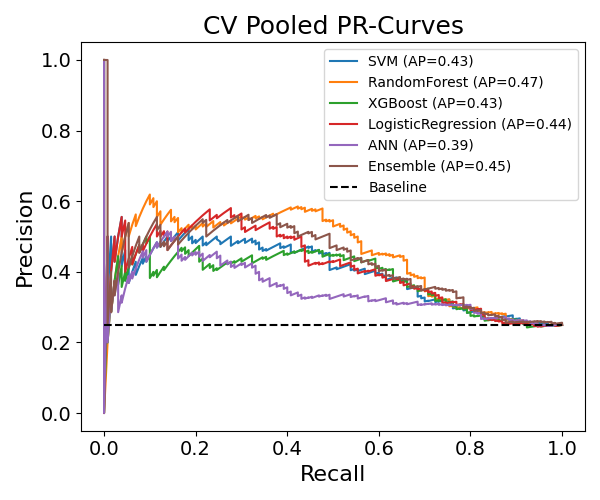 CV Pooled PR-Curves
SVM (AP=0.43)
RandomForest (AP=0.47)
XGBoost (AP=0.43)
LogisticRegression (AP=0.44)
ANN (AP=0.39)
Ensemble (AP=0.45)
Baseline
Precision
1.0
0.8
0.6
0.4
0.2
0.0
0.0 0.2 0.4 0.6 0.8 1.0
Recall